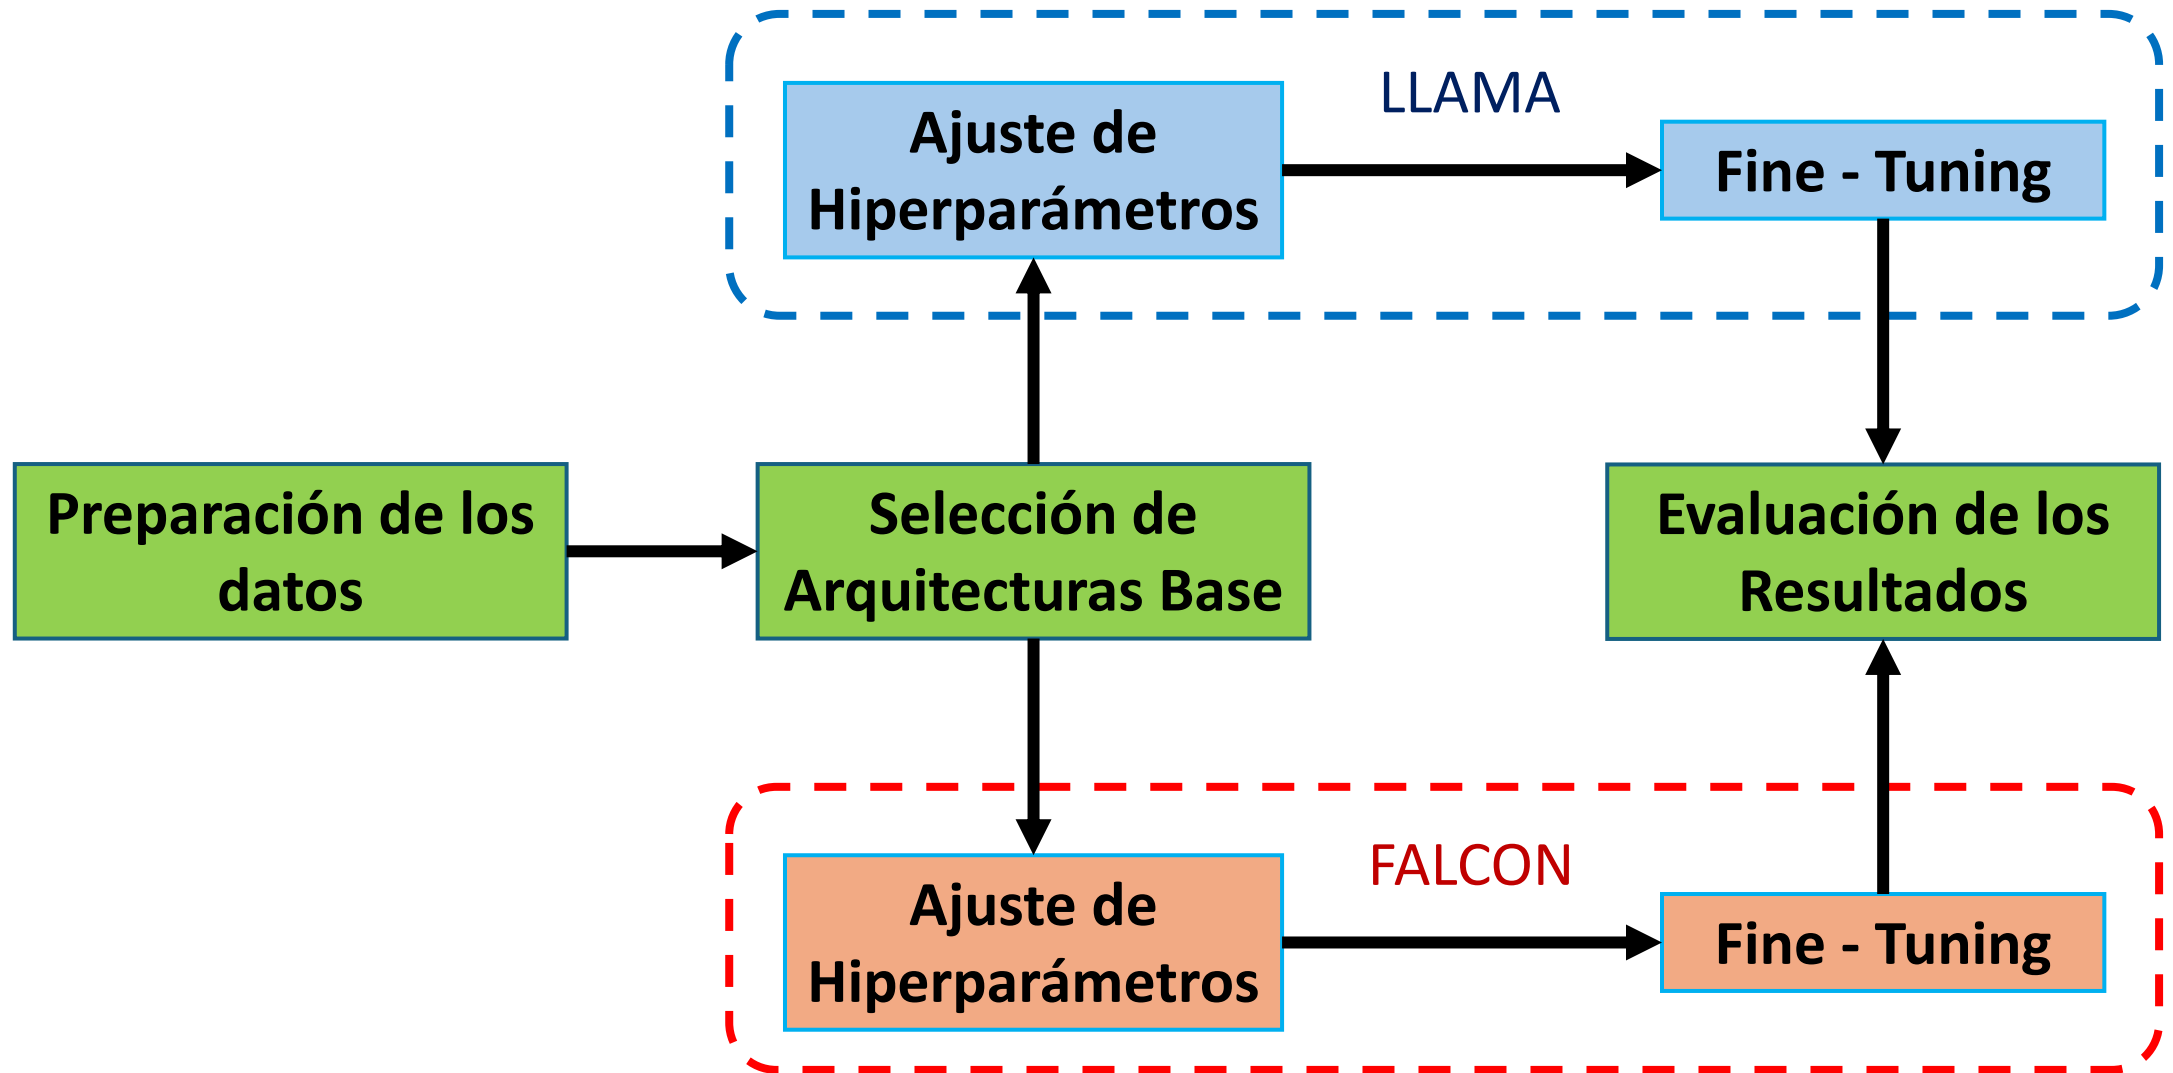 LLAMA
Ajuste de
Hiperparámetros
Fine - Tuning
Preparación de los
datos
Selección de
Arquitecturas Base
Evaluación de los
Resultados
FALCON
Ajuste de
Hiperparámetros
Fine - Tuning